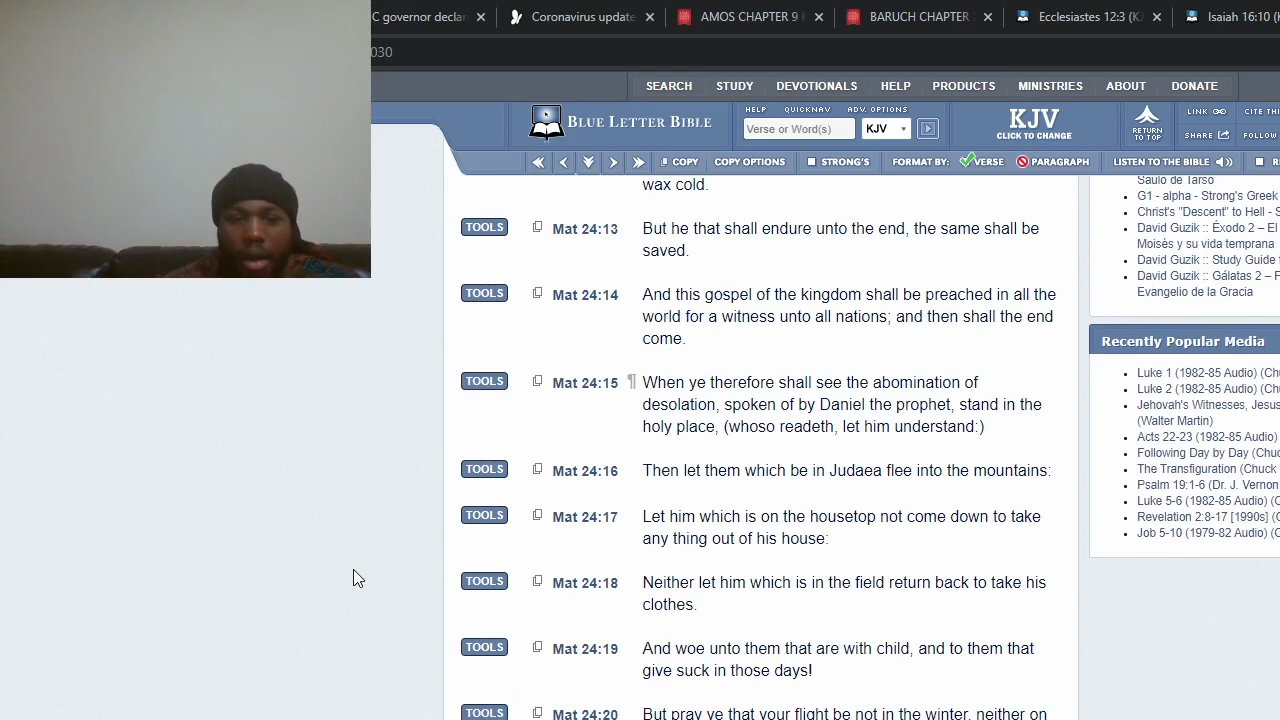 C governor declar
Coronavirus update
AMOS CHAPTER 9
BARUCH CHAPTER
Ecclesiastes 12:3 (K
Isaiah 16:10 (
030
SEARCH STUDY DEVOTIONALS HELP PRODUCTS MINISTRIES ABOUT DONATE
HELP QUICKNAV ADV. OPTIONS
BLUE LETTER BIBLE
Verse or Word(s)
KJV
KJV
CLICK TO CHANGE
RETURN
TO TOP
LINK
CITE THI
SHARE
FOLLOW
COPY COPY OPTIONS STRONG'S FORMAT BY: VERSE PARAGRAPH LISTEN TO THE BIBLE R
wax cold.
TOOLS Mat 24:13 But he that shall endure unto the end, the same shall be
saved.
TOOLS Mat 24:14 And this gospel of the kingdom shall be preached in all the
world for a witness unto all nations; and then shall the end
come.
TOOLS Mat 24:15 ¶ When ye therefore shall see the abomination of
desolation, spoken of by Daniel the prophet, stand in the
holy place, (whoso readeth, let him understand:)
TOOLS Mat 24:16 Then let them which be in Judaea flee into the mountains:
TOOLS Mat 24:17 Let him which is on the housetop not come down to take
any thing out of his house:
TOOLS Mat 24:18 Neither let him which is in the field return back to take his
clothes.
TOOLS Mat 24:19 And woe unto them that are with child, and to them that
give suck in those days!
TOOLS Mat 24:20 But pray ye that your flight be not in the winter, neither on
Saulo de Tarso
G1 - alpha - Strong's Greek
Christ's "Descent" to Hell - S
David Guzik :: Éxodo 2 – El
Moisés y su vida temprana
David Guzik :: Study Guide f
David Guzik :: Gálatas 2 – F
Evangelio de la Gracia
Recently Popular Media
Luke 1 (1982-85 Audio) (Chu
Luke 2 (1982-85 Audio) (Chu
Jehovah's Witnesses, Jesus
(Walter Martin)
Acts 22-23 (1982-85 Audio)
Following Day by Day (Chuc
The Transfiguration (Chuck
Psalm 19:1-6 (Dr. J. Vernon
Luke 5-6 (1982-85 Audio) (C
Revelation 2:8-17 [1990s] (C
Job 5-10 (1979-82 Audio) (C